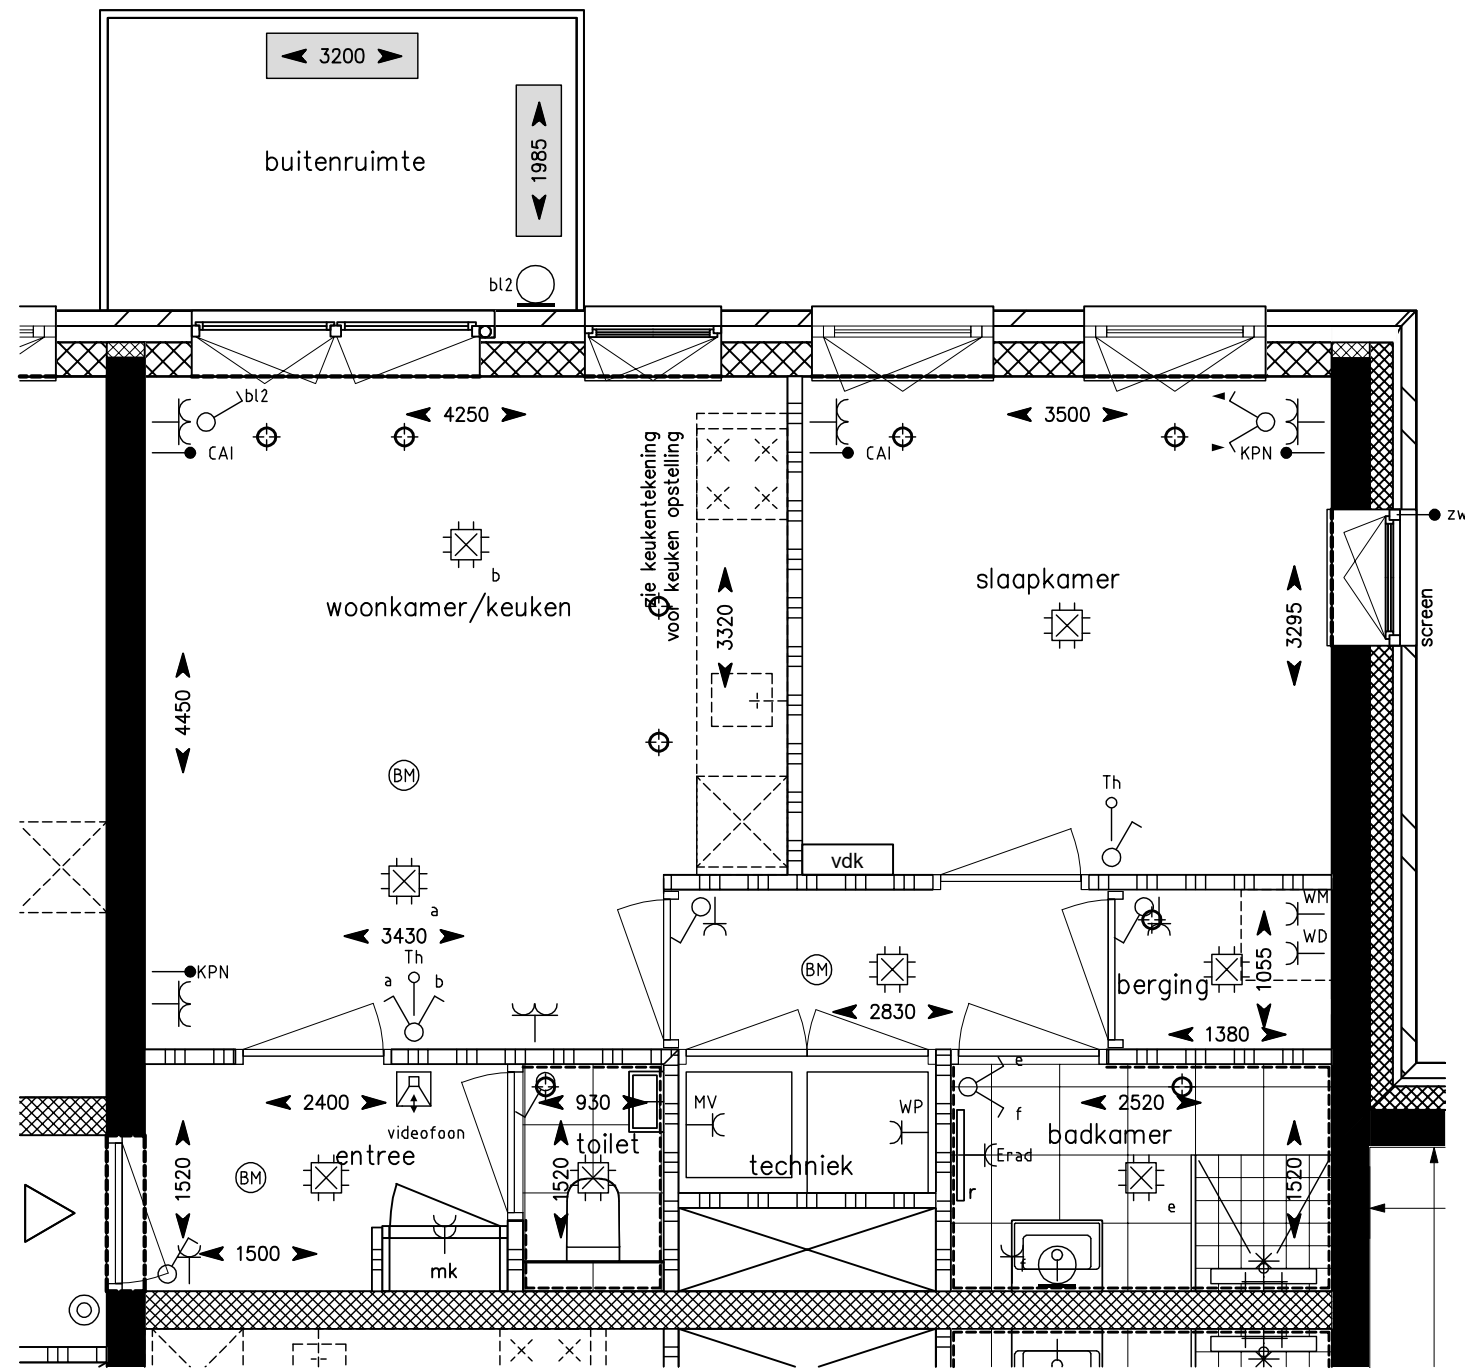 3200
1985
buitenruimte
bl2
bl2
4250
CAI
3500
CAI
KPN
zw
zie keukentekening
voor keuken opstelling
b
woonkamer/keuken
slaapkamer
3320
3295
screen
4450
BM
Th
vdk
a
3430
Th
KPN
a
b
BM
2830
WM
WD
berging
1055
1380
2400
videofoon
entree
930
toilet
MV
WP
techniek
e
f
2520
badkamer
Erad
r
e
1520
BM
1520
1520
1500
mk
f